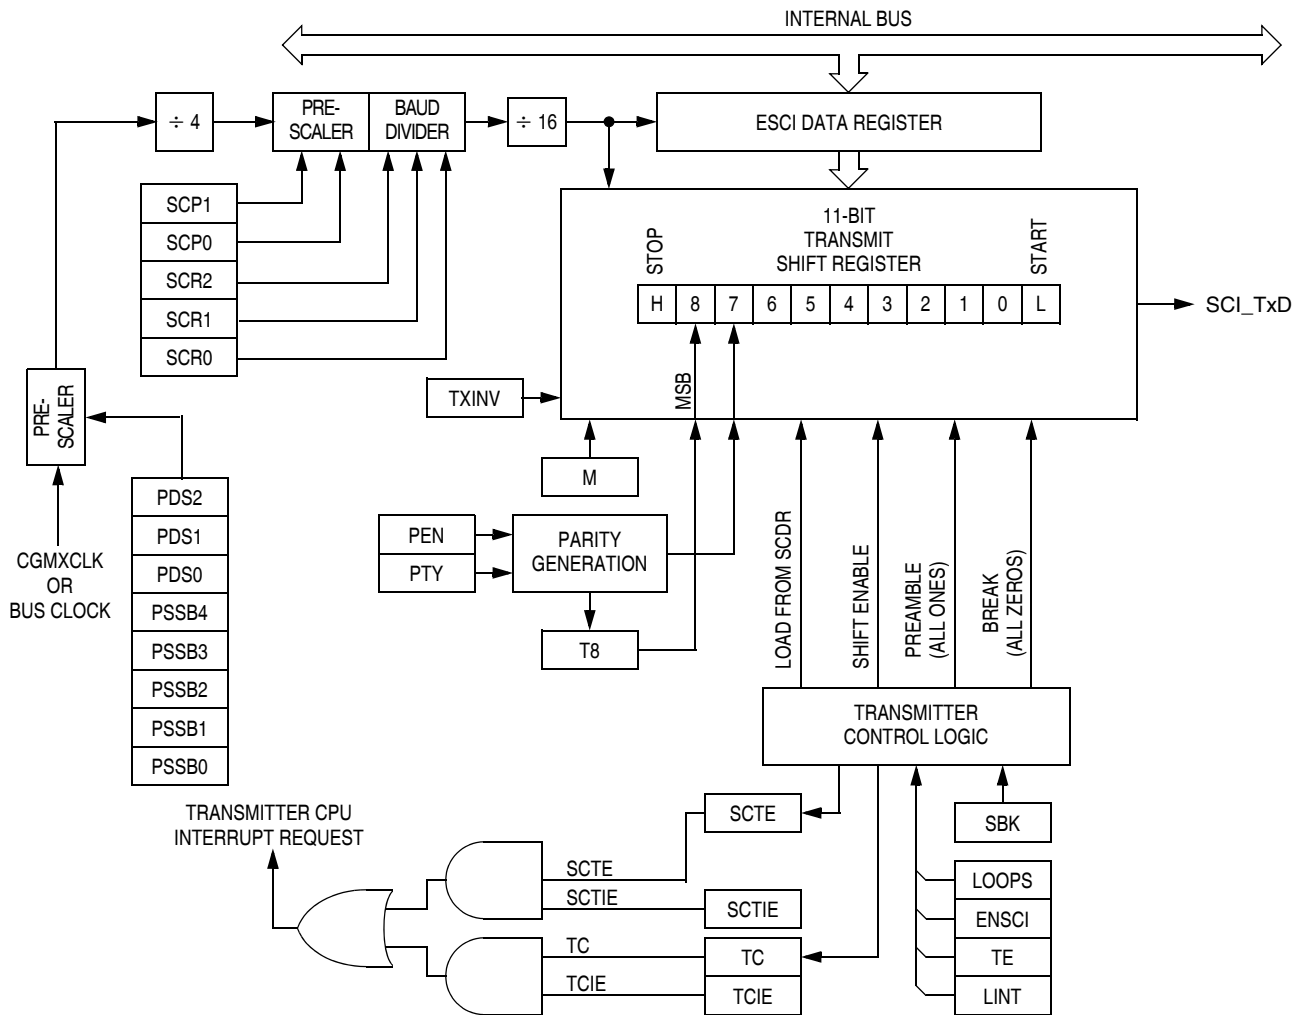 INTERNAL BUS
÷ 4
PRE-
SCALER
BAUD
DIVIDER
÷ 16
ESCI DATA REGISTER
SCP1
SCP0
SCR2
SCR1
SCR0
11-BIT
TRANSMIT
SHIFT REGISTER
STOP
START
H 8 7 6 5 4 3 2 1 0 L
SCI_TxD
PRE-
SCALER
TXINV
MSB
M
CGMXCLK
OR
BUS CLOCK
PDS2
PDS1
PDS0
PSSB4
PSSB3
PSSB2
PSSB1
PSSB0
PEN
PTY
PARITY
GENERATION
T8
LOAD FROM SCDR
SHIFT ENABLE
PREAMBLE
(ALL ONES)
BREAK
(ALL ZEROS)
TRANSMITTER
CONTROL LOGIC
TRANSMITTER CPU
INTERRUPT REQUEST
SCTE
SBK
SCTE
SCTIE
SCTIE
TC
TCIE
TC
TCIE
LOOPS
ENSCI
TE
LINT